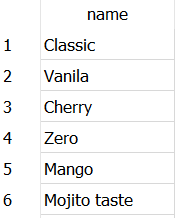 name
1 Classic
2 Vanila
3 Cherry
4 Zero
5 Mango
6 Mojito taste